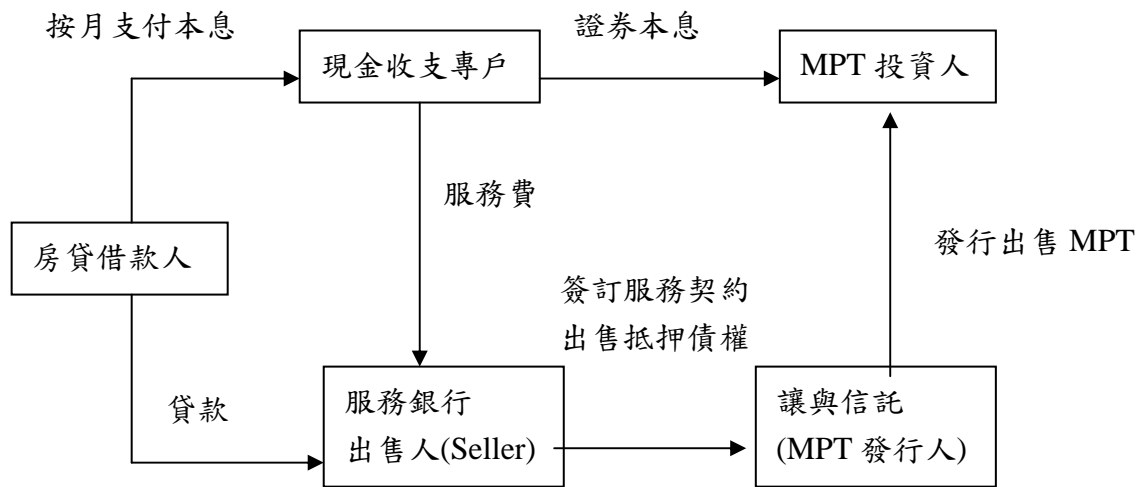 按月支付本息
證券本息
現金收支專戶
MPT 投資人
服務費
房貸借款人
發行出售 MPT
簽訂服務契約
出售抵押債權
貸款
服務銀行
出售人(Seller)
讓與信託
(MPT 發行人)